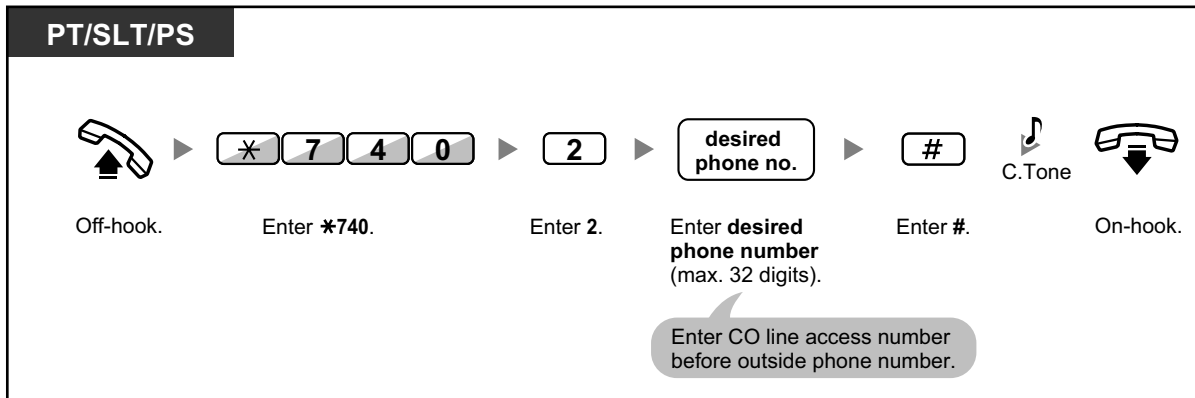 PT/SLT/PS
* 7 4 0
2
desired
phone no.
#
C.Tone
Off-hook.
Enter *740.
Enter 2.
Enter desired
phone number
(max. 32 digits).
Enter #.
On-hook.
Enter CO line access number
before outside phone number.